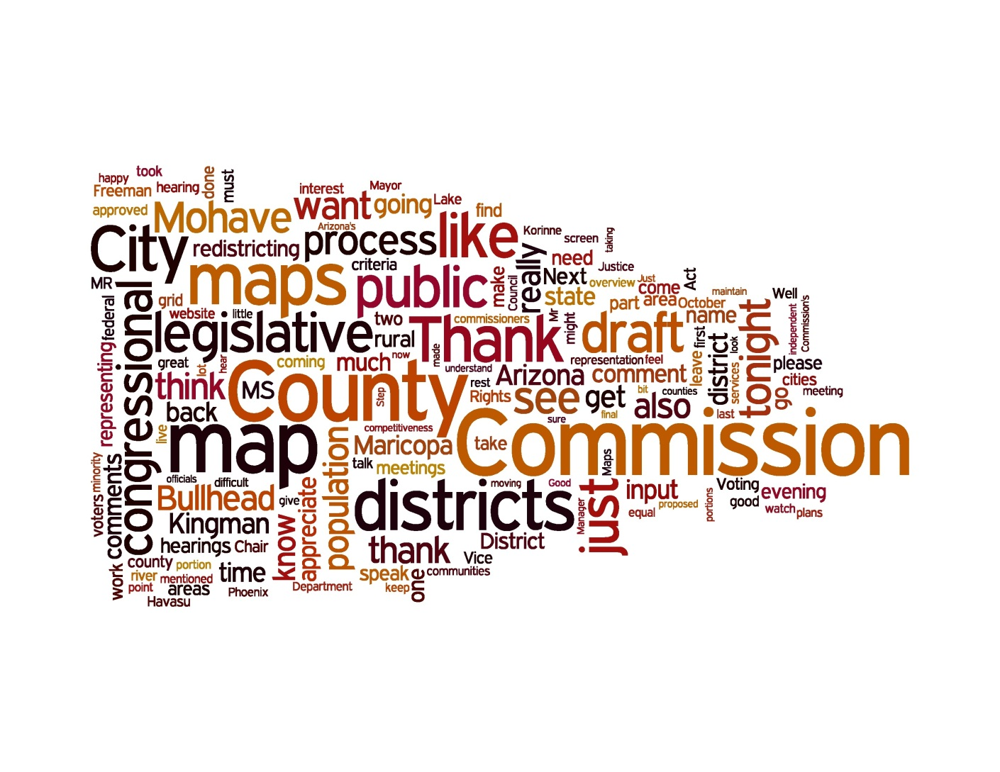 happy
took
done
must
Freeman
hearing
interest
Mayor
approved
Mohave
want
going
Lake
find
Arizona's
City
redistricting
process
like
Korinne
screen
taking
maps
criteria
public
make
Council
really
need
Next
Justice
overview
Just
come
Act
MR
federal
congressional
grid
website
little
legislative
two
rural
commissioners
Thank
Mr
might
state
part
area
October
maintain
name
draft
Well
tonight
independent
Commission's
representing
great
lot
hear
coming
much
now
made
understand
representation
feel
first
leave
district
look
services
please
cities
go
meeting
think
MS
County
Step
rest
Arizona
comment
Rights
see
get
bit
counties
also
last
back
live
map
competitiveness
sure
final
Commission
Maricopa
take
talk
meetings
Maps
population
minority
voters
comments
officials
difficult
Bullhead
give
appreciate
know
districts
moving
Good
Manager
just
input
equal
proposed
portions
Voting
good
evening
watch
plans
Kingman
hearings
Chair
thank
District
Vice
work
county
portion
time
river
mentioned
point
areas
Phoenix
Havasu
Department
speak
keep
one
communities